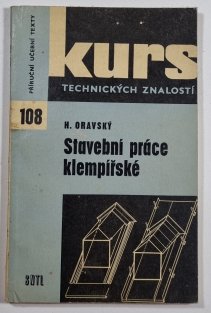 kurs
TECHNICKÝCH ZNALOSTÍ
PŘÍRUČNÍ UČEBNÍ TEXTY
108
H. ORAVSKÝ
Stavební práce
klempířské
SNTL